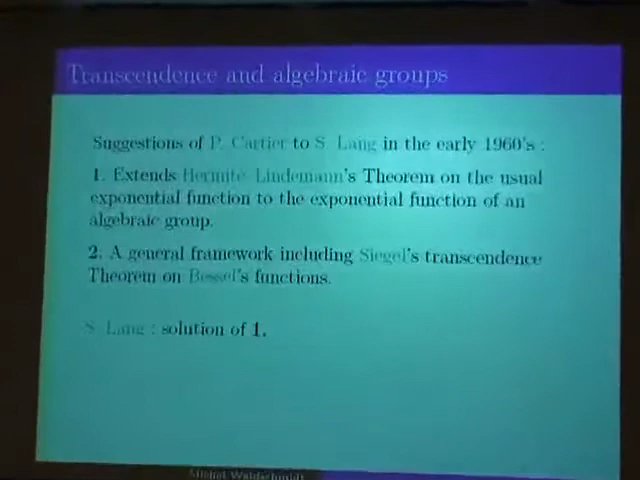 Transcendence and algebraic groups
Suggestions of P. Cartier to S. Lang in the early 1960's :
1. Extends Hermite Lindemann's Theorem on the usual
exponential function to the exponential function of an
algebraic group.
2. A general framework including Siegel's transcendence
Theorem on Bessel's functions.
S. Lang : solution of 1.
Michel Waldschmidt